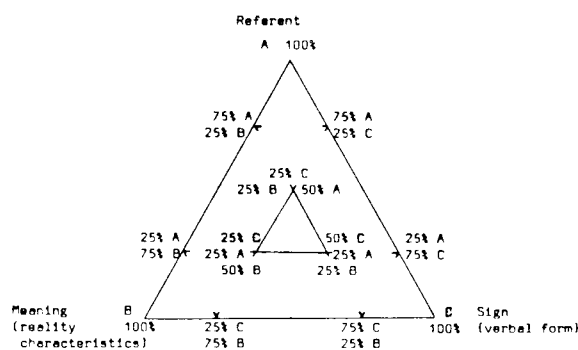 Referent
A 100%
75% A 75% A
25% B 25% C
25% C
25% B 50% A
25% A 25% C 50% C 25% A
75% B 25% A 25% A 75% C
50% B 25% B
Meaning B C Sign
(reality 100% 25% C 75% C 100% (verbal form)
characteristics) 75% B 25% B